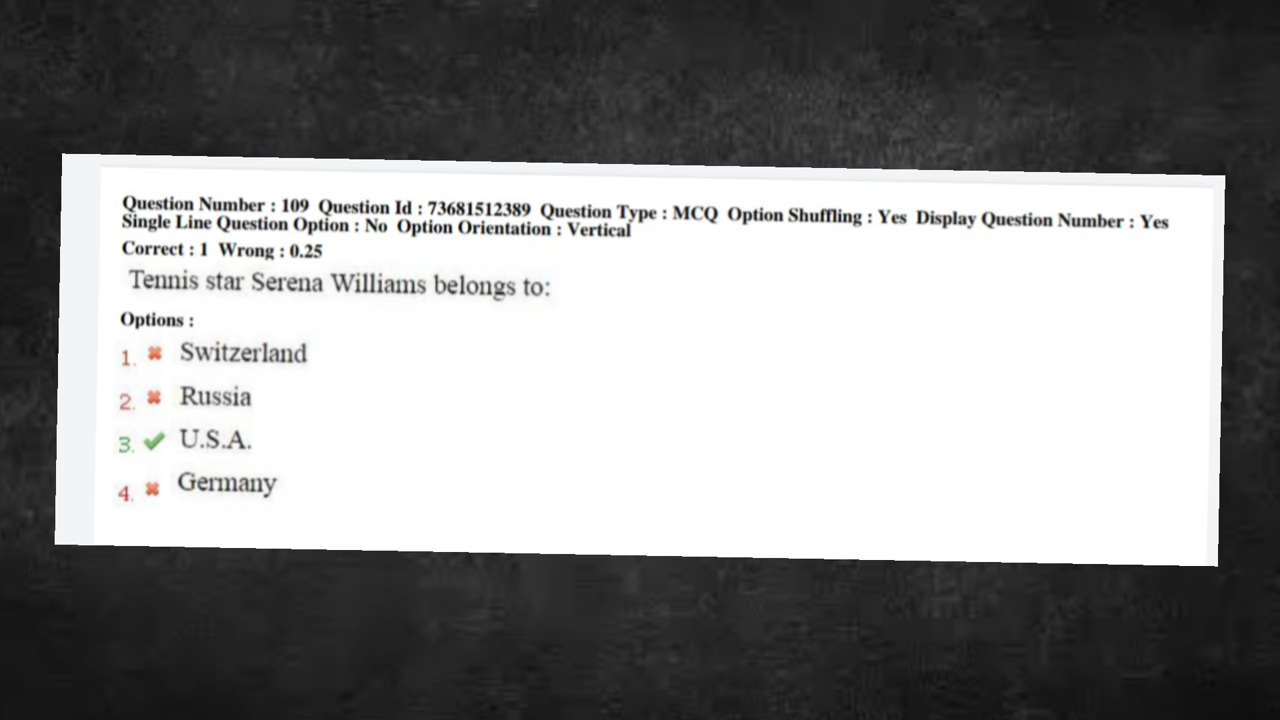 Question Number : 109 Question Id : 73681512389 Question Type : MCQ Option Shuffling : Yes Display Question Number : Yes
Single Line Question Option : No Option Orientation : Vertical
Correct : 1 Wrong : 0.25
Tennis star Serena Williams belongs to:
Options :
1. Switzerland
2. Russia
3. U.S.A.
4. Germany